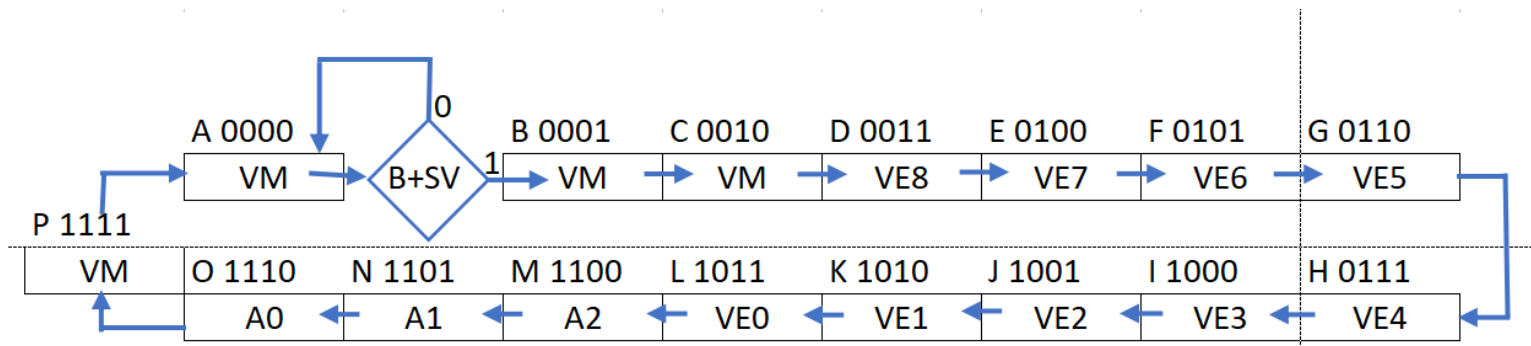 0
A 0000 B 0001 C 0010 D 0011 E 0100 F 0101 G 0110
1
VM B+SV VM VM VE8 VE7 VE6 VE5
P 1111
VM O 1110 N 1101 M 1100 L 1011 K 1010 J 1001 I 1000 H 0111
A0 A1 A2 VE0 VE1 VE2 VE3 VE4